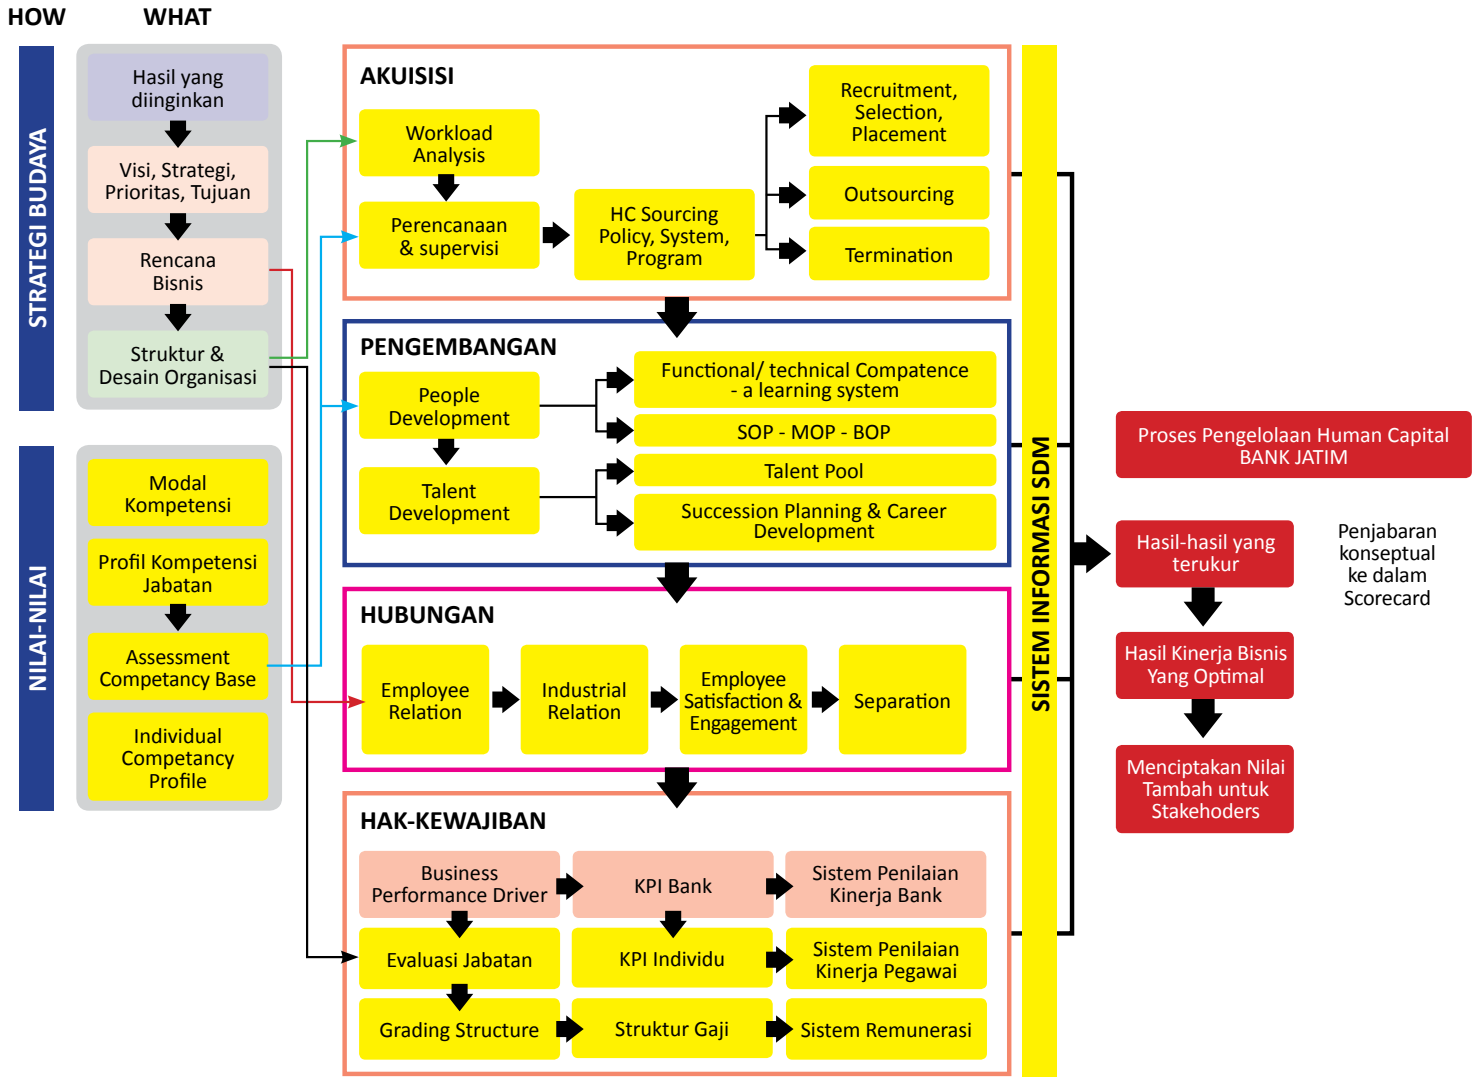 HOW
WHAT
STRATEGI BUDAYA
Hasil yang
diinginkan
Visi, Strategi,
Prioritas, Tujuan
Rencana
Bisnis
Struktur &
Desain Organisasi
NILAI-NILAI
Modal
Kompetensi
Profil Kompetensi
Jabatan
Assessment
Competancy Base
Individual
Competancy
Profile
AKUISISI
Workload
Analysis
Perencanaan
& supervisi
HC Sourcing
Policy, System,
Program
Recruitment,
Selection,
Placement
Outsourcing
Termination
PENGEMBANGAN
People
Development
Functional/ technical Compatence
- a learning system
SOP - MOP - BOP
Talent
Development
Talent Pool
Succession Planning & Career
Development
HUBUNGAN
Employee
Relation
Industrial
Relation
Employee
Satisfaction &
Engagement
Separation
HAK-KEWAJIBAN
Business
Performance Driver
KPI Bank
Sistem Penilaian
Kinerja Bank
Evaluasi Jabatan
KPI Individu
Sistem Penilaian
Kinerja Pegawai
Grading Structure
Struktur Gaji
Sistem Remunerasi
SISTEM INFORMASI SDM
Proses Pengelolaan Human Capital
BANK JATIM
Hasil-hasil yang
terukur
Penjabaran
konseptual
ke dalam
Scorecard
Hasil Kinerja Bisnis
Yang Optimal
Menciptakan Nilai
Tambah untuk
Stakehoders